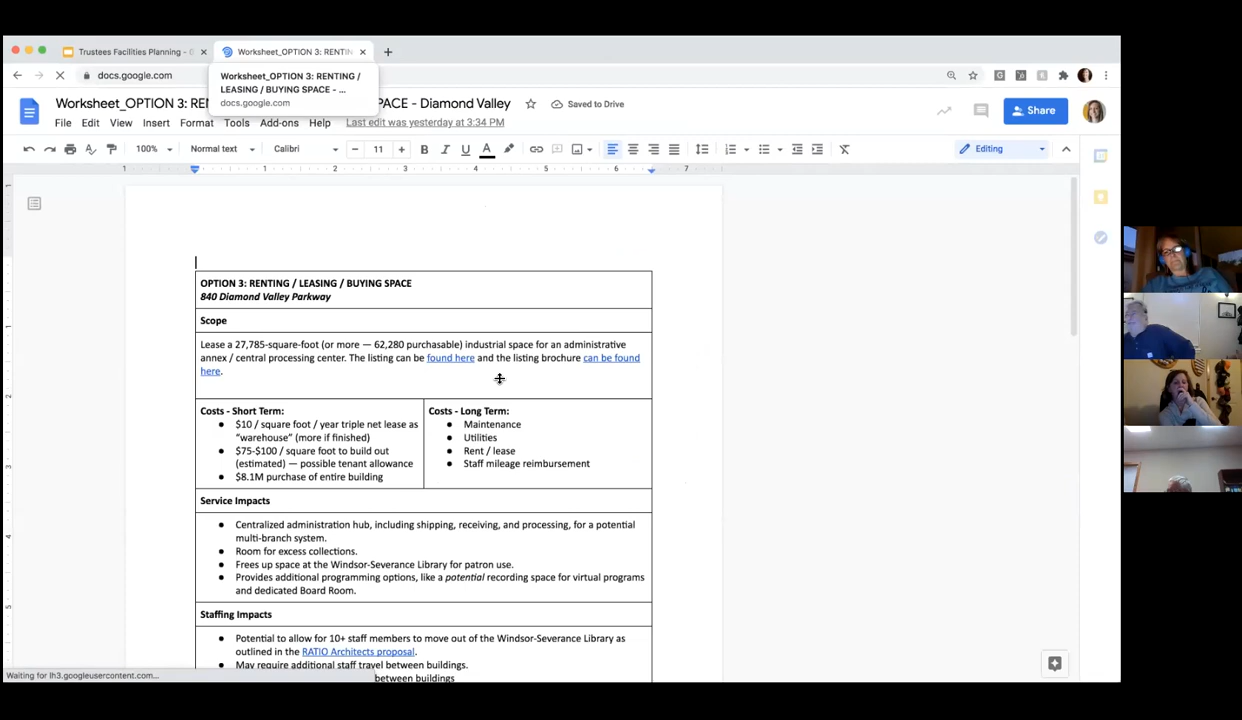 Trustees Facilities Planning -
Worksheet_OPTION 3: RENTIN
docs.google.com
Worksheet_OPTION 3: RENTING /
LEASING / BUYING SPACE - ...
docs.google.com
Worksheet_OPTION 3: RE
PACE - Diamond Valley
Saved to Drive
File Edit View Insert Format Tools Add-ons Help Last edit was yesterday at 3:34 PM
Share
100% Normal text Calibri 11 B I U A Editing
1 1 2 3 4 5 6 7
OPTION 3: RENTING / LEASING / BUYING SPACE
840 Diamond Valley Parkway
Scope
Lease a 27,785-square-foot (or more — 62,280 purchasable) industrial space for an administrative
annex / central processing center. The listing can be found here and the listing brochure can be found
here.
Costs - Short Term:
● $10 / square foot / year triple net lease as
“warehouse” (more if finished)
● $75-$100 / square foot to build out
(estimated) — possible tenant allowance
● $8.1M purchase of entire building
Costs - Long Term:
● Maintenance
● Utilities
● Rent / lease
● Staff mileage reimbursement
Service Impacts
● Centralized administration hub, including shipping, receiving, and processing, for a potential
multi-branch system.
● Room for excess collections.
● Frees up space at the Windsor-Severance Library for patron use.
● Provides additional programming options, like a potential recording space for virtual programs
and dedicated Board Room.
Staffing Impacts
● Potential to allow for 10+ staff members to move out of the Windsor-Severance Library as
outlined in the RATIO Architects proposal.
● May require additional staff travel between buildings.
between buildings
Waiting for lh3.googleusercontent.com...